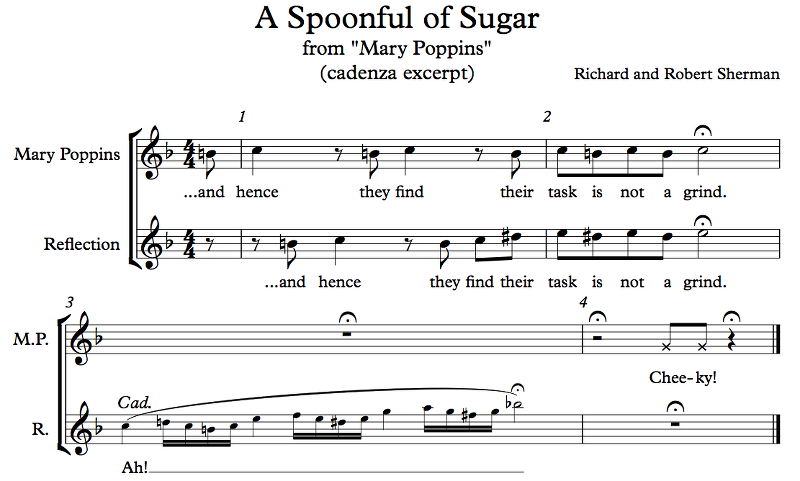 A Spoonful of Sugar
from "Mary Poppins"
(cadenza excerpt)
Richard and Robert Sherman
1
2
Mary Poppins
4
4
...and hence they find their task is not a grind.
Reflection
4
4
...and hence they find their task is not a grind.
3
4
M.P.
Chee-ky!
Cad.
R.
Ah!